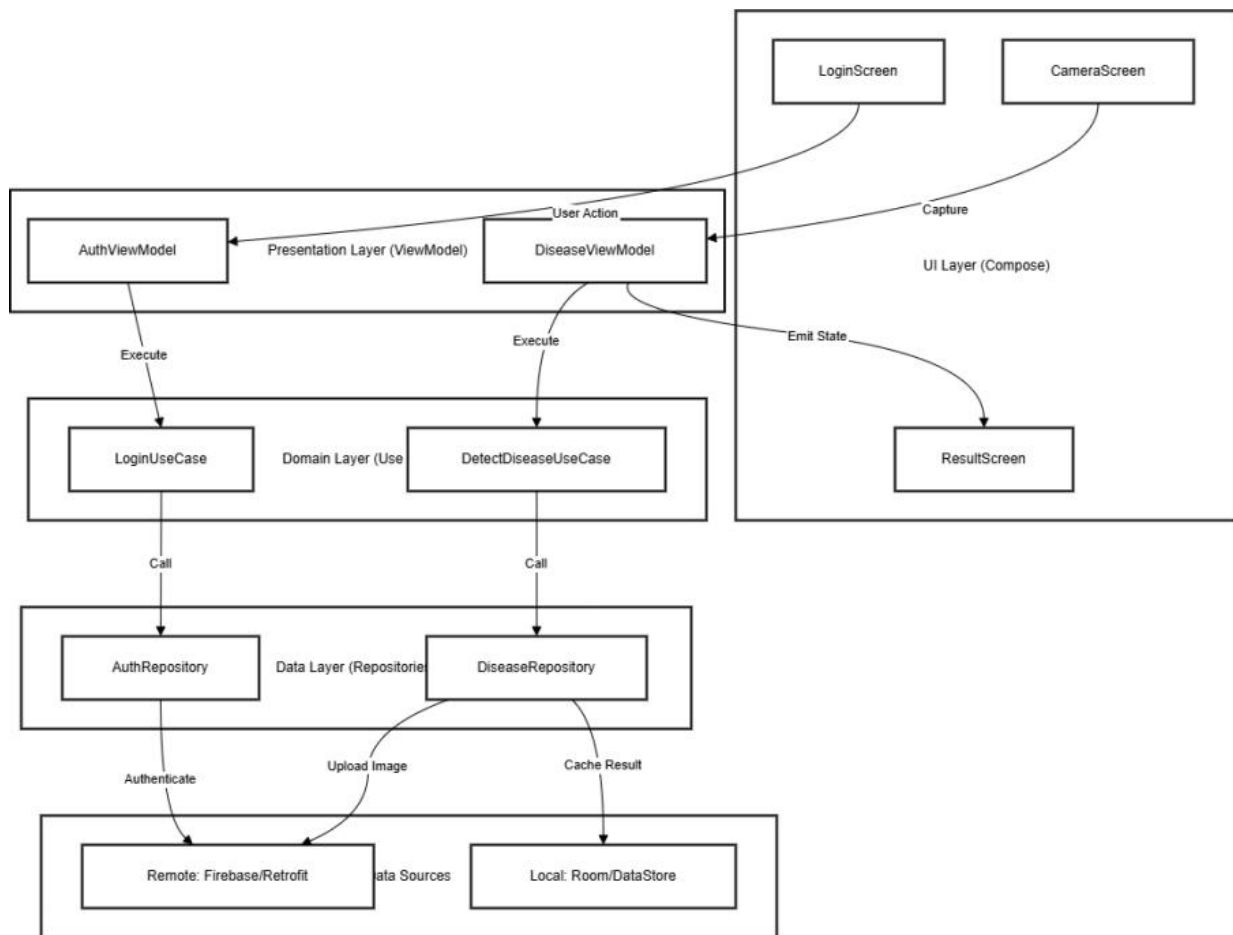 LoginScreen
CameraScreen
User Action
Capture
AuthViewModel
Presentation Layer (ViewModel)
DiseaseViewModel
UI Layer (Compose)
Execute
Execute
Emit State
LoginUseCase
Domain Layer (Use
DetectDiseaseUseCase
ResultScreen
Call
Call
AuthRepository
Data Layer (Repositories
DiseaseRepository
Authenticate
Upload Image
Cache Result
Remote: Firebase/Retrofit
ata Sources
Local: Room/DataStore